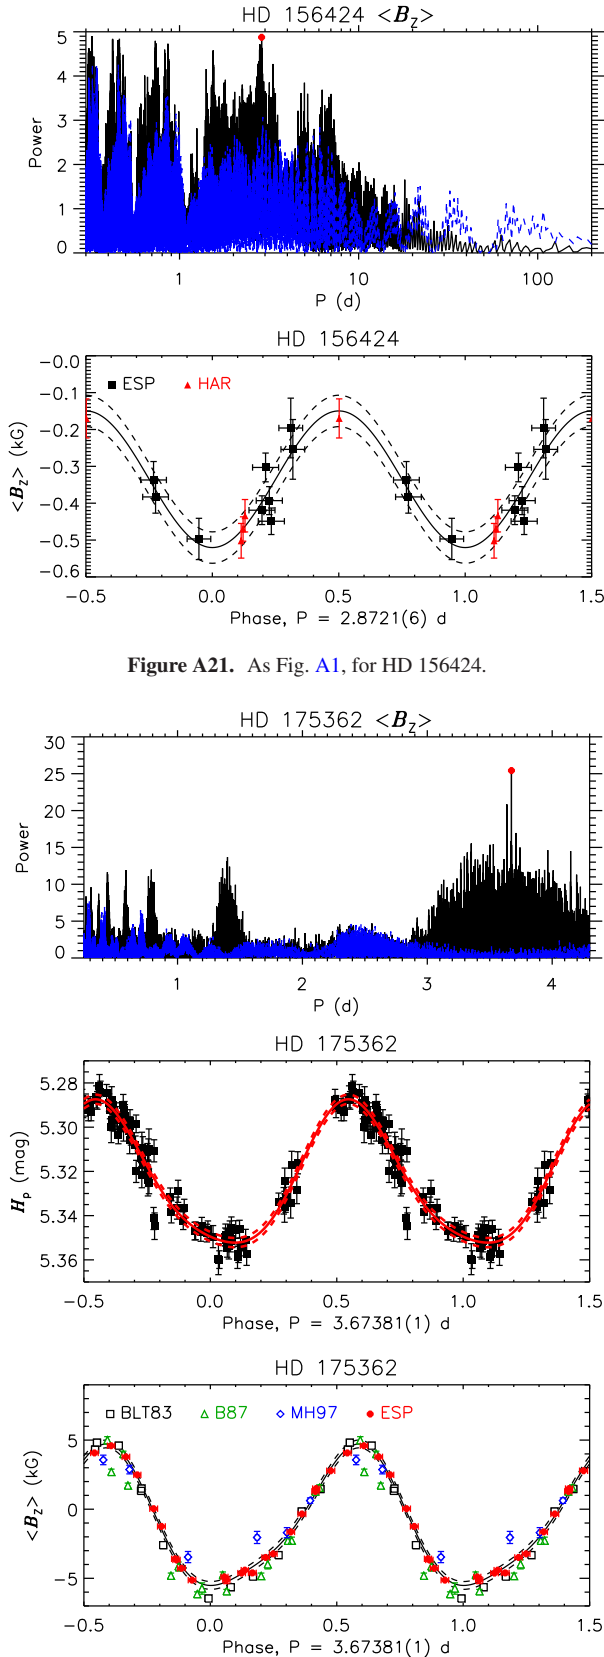 HD 156424 <B_Z>
5
4
3
2
1
0
Power
1 10 100
P (d)
HD 156424
ESP HAR
−0.0
−0.1
−0.2
−0.3
−0.4
−0.5
−0.6
<B_Z> (kG)
−0.5 0.0 0.5 1.0 1.5
Phase, P = 2.8721(6) d
Figure A21. As Fig. A1, for HD 156424.
HD 175362 <B_Z>
30
25
20
15
10
5
0
Power
1 2 3 4
P (d)
HD 175362
5.28
5.30
5.32
5.34
5.36
H_p (mag)
−0.5 0.0 0.5 1.0 1.5
Phase, P = 3.67381(1) d
HD 175362
BLT83 B87 MH97 ESP
5
0
−5
<B_Z> (kG)
−0.5 0.0 0.5 1.0 1.5
Phase, P = 3.67381(1) d